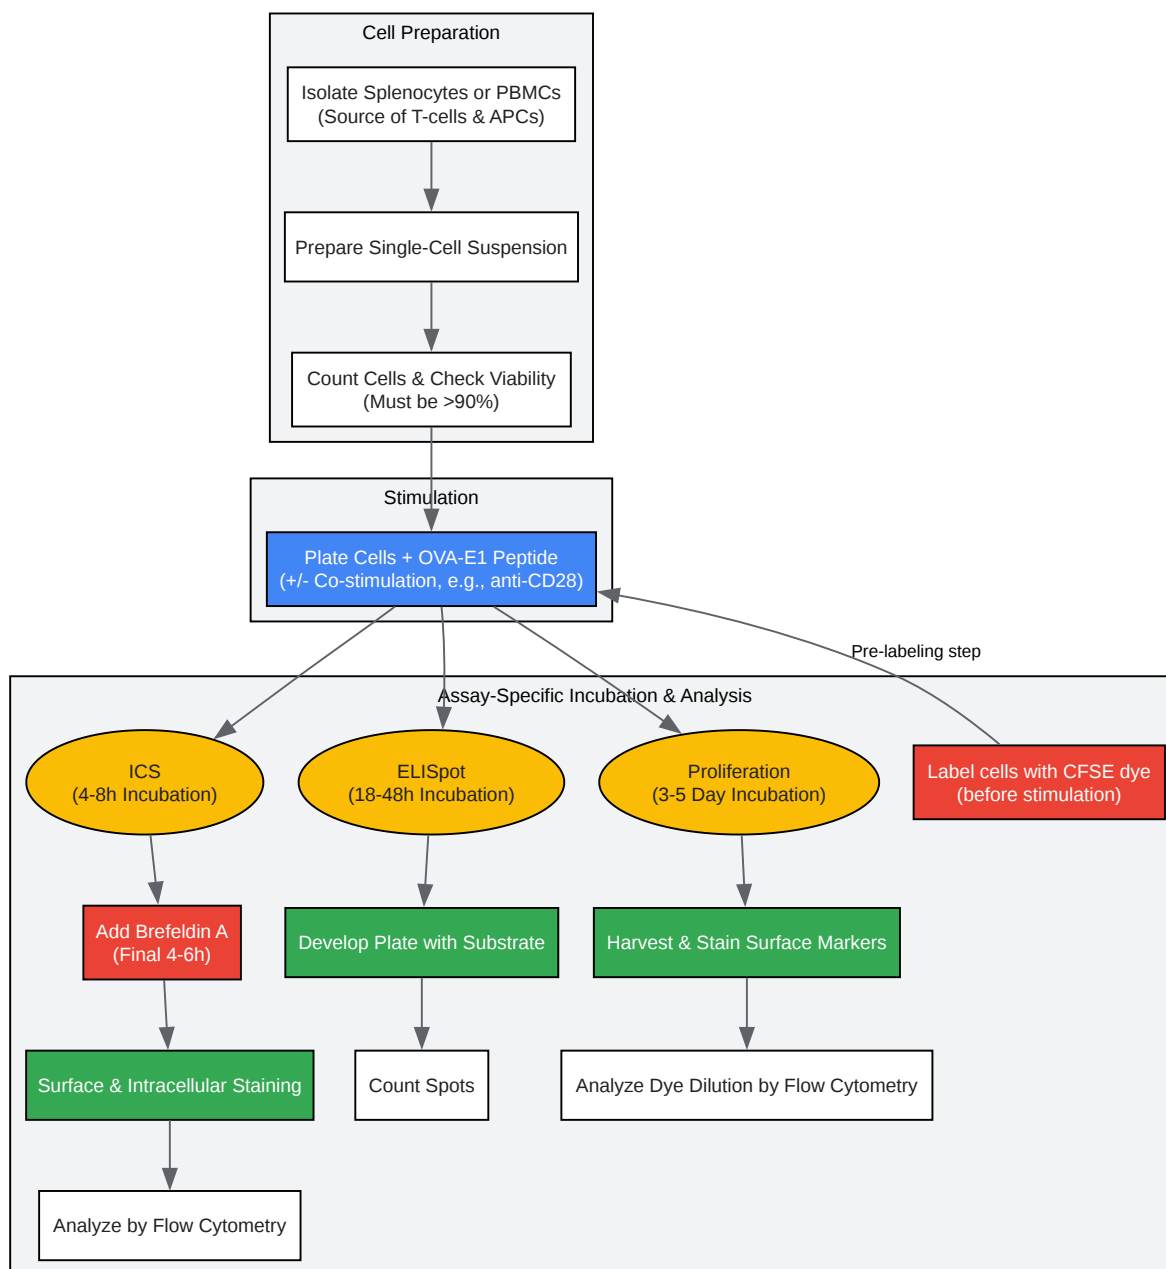 Cell Preparation
Isolate Splenocytes or PBMCs
(Source of T-cells & APCs)
Prepare Single-Cell Suspension
Count Cells & Check Viability
(Must be >90%)
Stimulation
Plate Cells + OVA-E1 Peptide
(+/- Co-stimulation, e.g., anti-CD28)
Pre-labeling step
Assay-Specific Incubation & Analysis
ICS
(4-8h Incubation)
ELISpot
(18-48h Incubation)
Proliferation
(3-5 Day Incubation)
Label cells with CFSE dye
(before stimulation)
Add Brefeldin A
(Final 4-6h)
Develop Plate with Substrate
Harvest & Stain Surface Markers
Surface & Intracellular Staining
Count Spots
Analyze Dye Dilution by Flow Cytometry
Analyze by Flow Cytometry